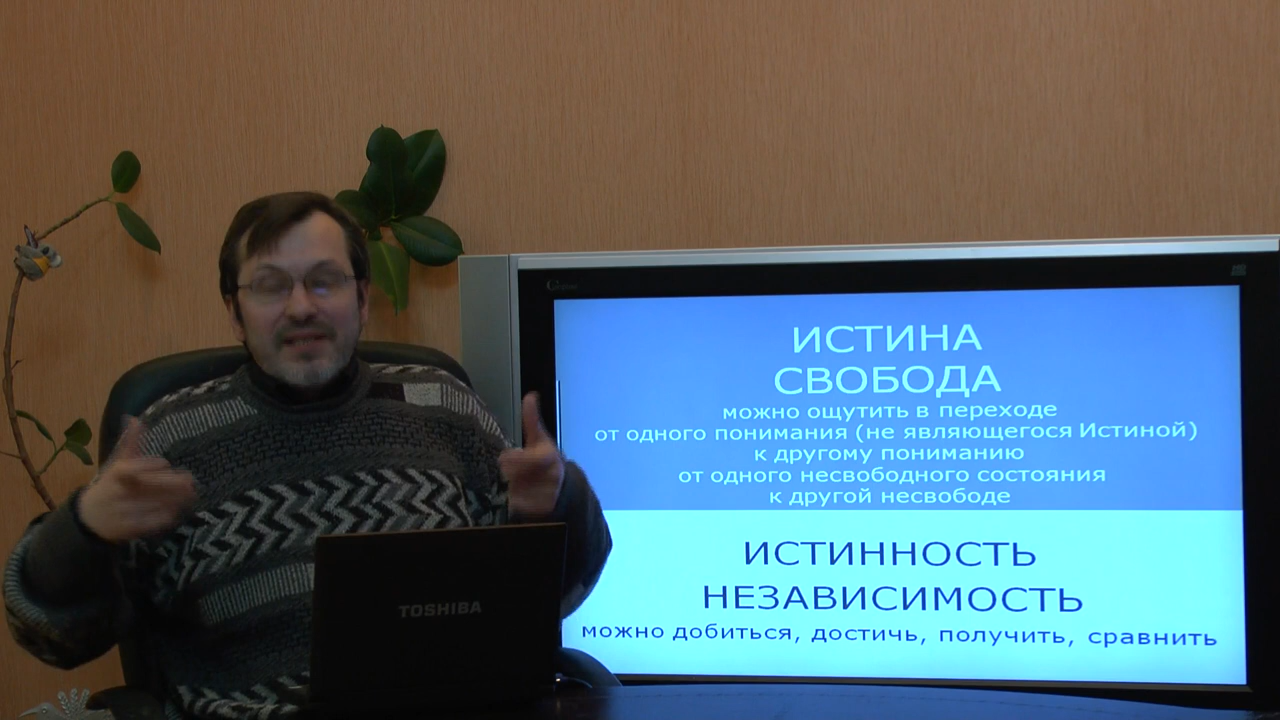 ИСТИНА
СВОБОДА
можно ощутить в переходе
от одного понимания (не являющегося Истиной)
к другому пониманию
от одного несвободного состояния
к другой несвободе
ИСТИННОСТЬ
НЕЗАВИСИМОСТЬ
можно добиться, достичь, получить, сравнить
TOSHIBA